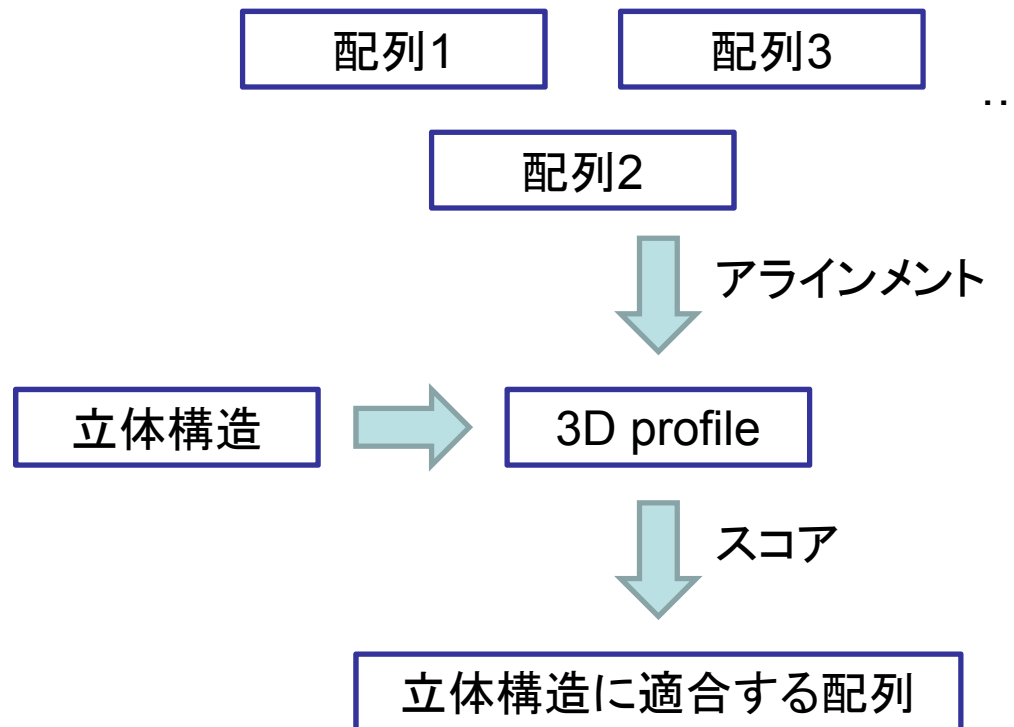 配列1
配列3
..
配列2
アラインメント
立体構造
3D profile
スコア
立体構造に適合する配列